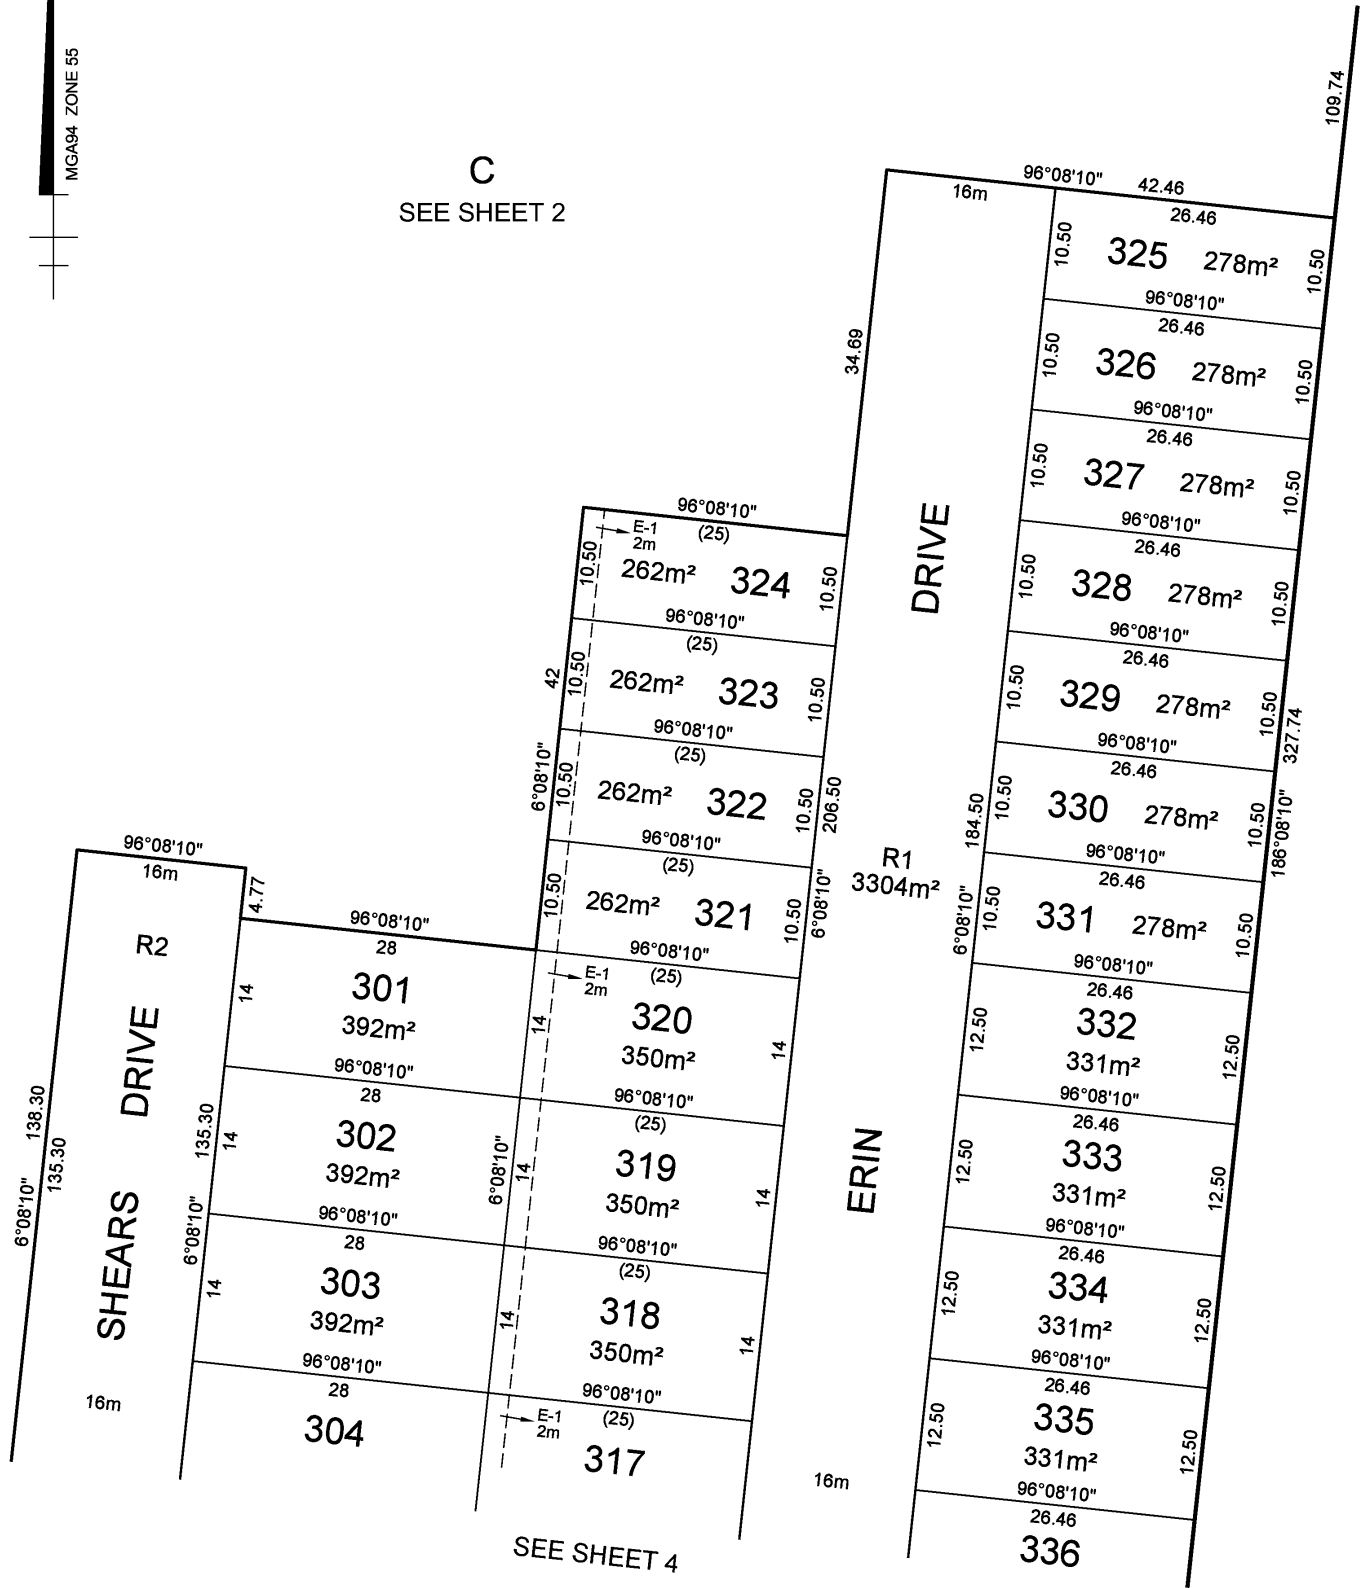 MGA94 ZONE 55
C
SEE SHEET 2
109.74
96°08'10" 42.46
16m
26.46
10.50
325 278m²
10.50
96°08'10"
26.46
34.69
10.50
326 278m²
10.50
96°08'10"
26.46
10.50
327 278m²
10.50
96°08'10"
26.46
10.50
328 278m²
10.50
96°08'10"
26.46
10.50
329 278m²
10.50
327.74
186°08'10"
96°08'10"
26.46
10.50
330 278m²
10.50
96°08'10"
26.46
10.50
331 278m²
10.50
96°08'10"
26.46
12.50
332
331m²
12.50
96°08'10"
26.46
12.50
333
331m²
12.50
96°08'10"
26.46
12.50
334
331m²
12.50
96°08'10"
26.46
12.50
335
331m²
12.50
96°08'10"
26.46
336
DRIVE
184.50
6°08'10"
R1
3304m²
206.50
6°08'10"
ERIN
16m
96°08'10"
(25)
E-1
2m
10.50
262m² 324
10.50
96°08'10"
(25)
42
6°08'10"
10.50
262m² 323
10.50
96°08'10"
(25)
10.50
262m² 322
10.50
96°08'10"
(25)
10.50
262m² 321
10.50
96°08'10"
(25)
E-1
2m
14
320
350m²
14
96°08'10"
(25)
6°08'10"
14
319
350m²
14
96°08'10"
(25)
14
318
350m²
14
96°08'10"
(25)
E-1
2m
317
96°08'10"
16m
4.77
R2
96°08'10"
28
14
301
392m²
96°08'10"
28
135.30
14
302
392m²
6°08'10"
96°08'10"
28
14
303
392m²
96°08'10"
28
304
DRIVE
SHEARS
138.30
135.30
6°08'10"
16m
SEE SHEET 4